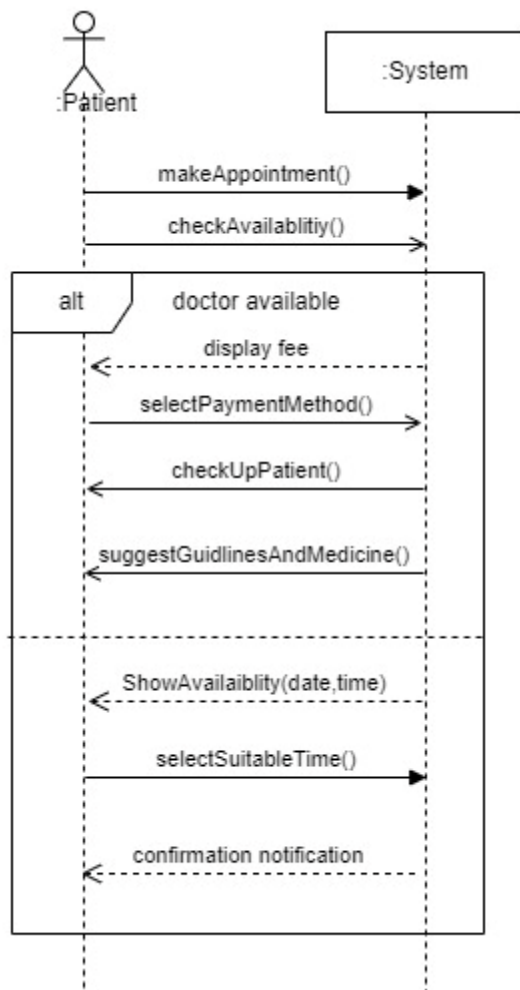 :Patient
:System
makeAppointment()
checkAvailablitiy()
alt
doctor available
display fee
selectPaymentMethod()
checkUpPatient()
suggestGuidlinesAndMedicine()
ShowAvailaiblity(date,time)
selectSuitableTime()
confirmation notification